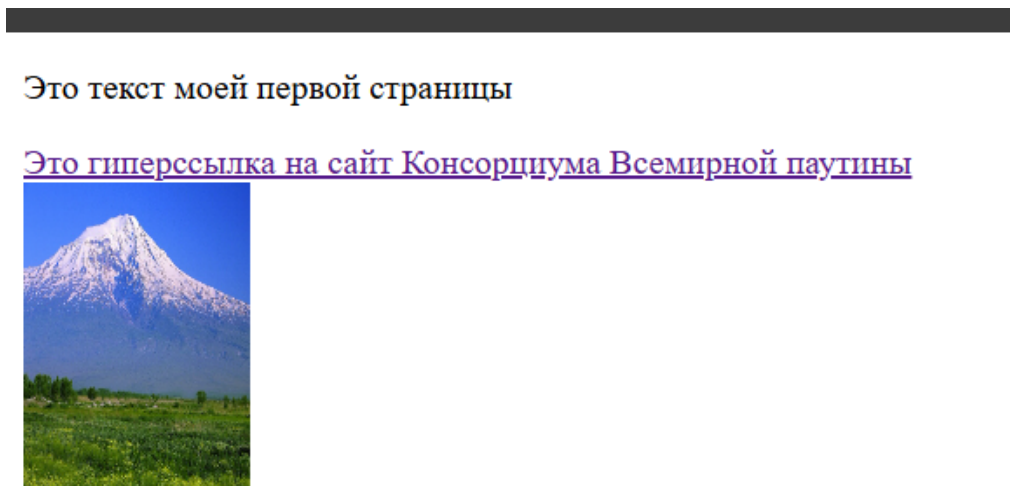 Это текст моей первой страницы
Это гиперссылка на сайт Консорциума Всемирной паутины